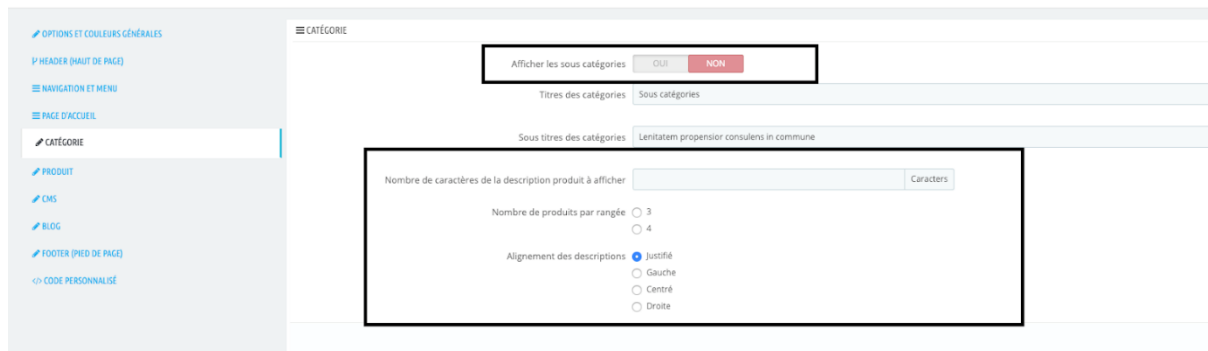 OPTIONS ET COULEURS GÉNÉRALES
HEADER (HAUT DE PAGE)
NAVIGATION ET MENU
PAGE D'ACCUEIL
CATÉGORIE
PRODUIT
CMS
BLOG
FOOTER (PIED DE PAGE)
</> CODE PERSONNALISÉ
CATÉGORIE
Afficher les sous catégories OUI NON
Titres des catégories Sous catégories
Sous titres des catégories Lenitatem propensior consulens in commune
Nombre de caractères de la description produit à afficher Caracters
Nombre de produits par rangée 3
4
Alignement des descriptions Justifié
Gauche
Centré
Droite